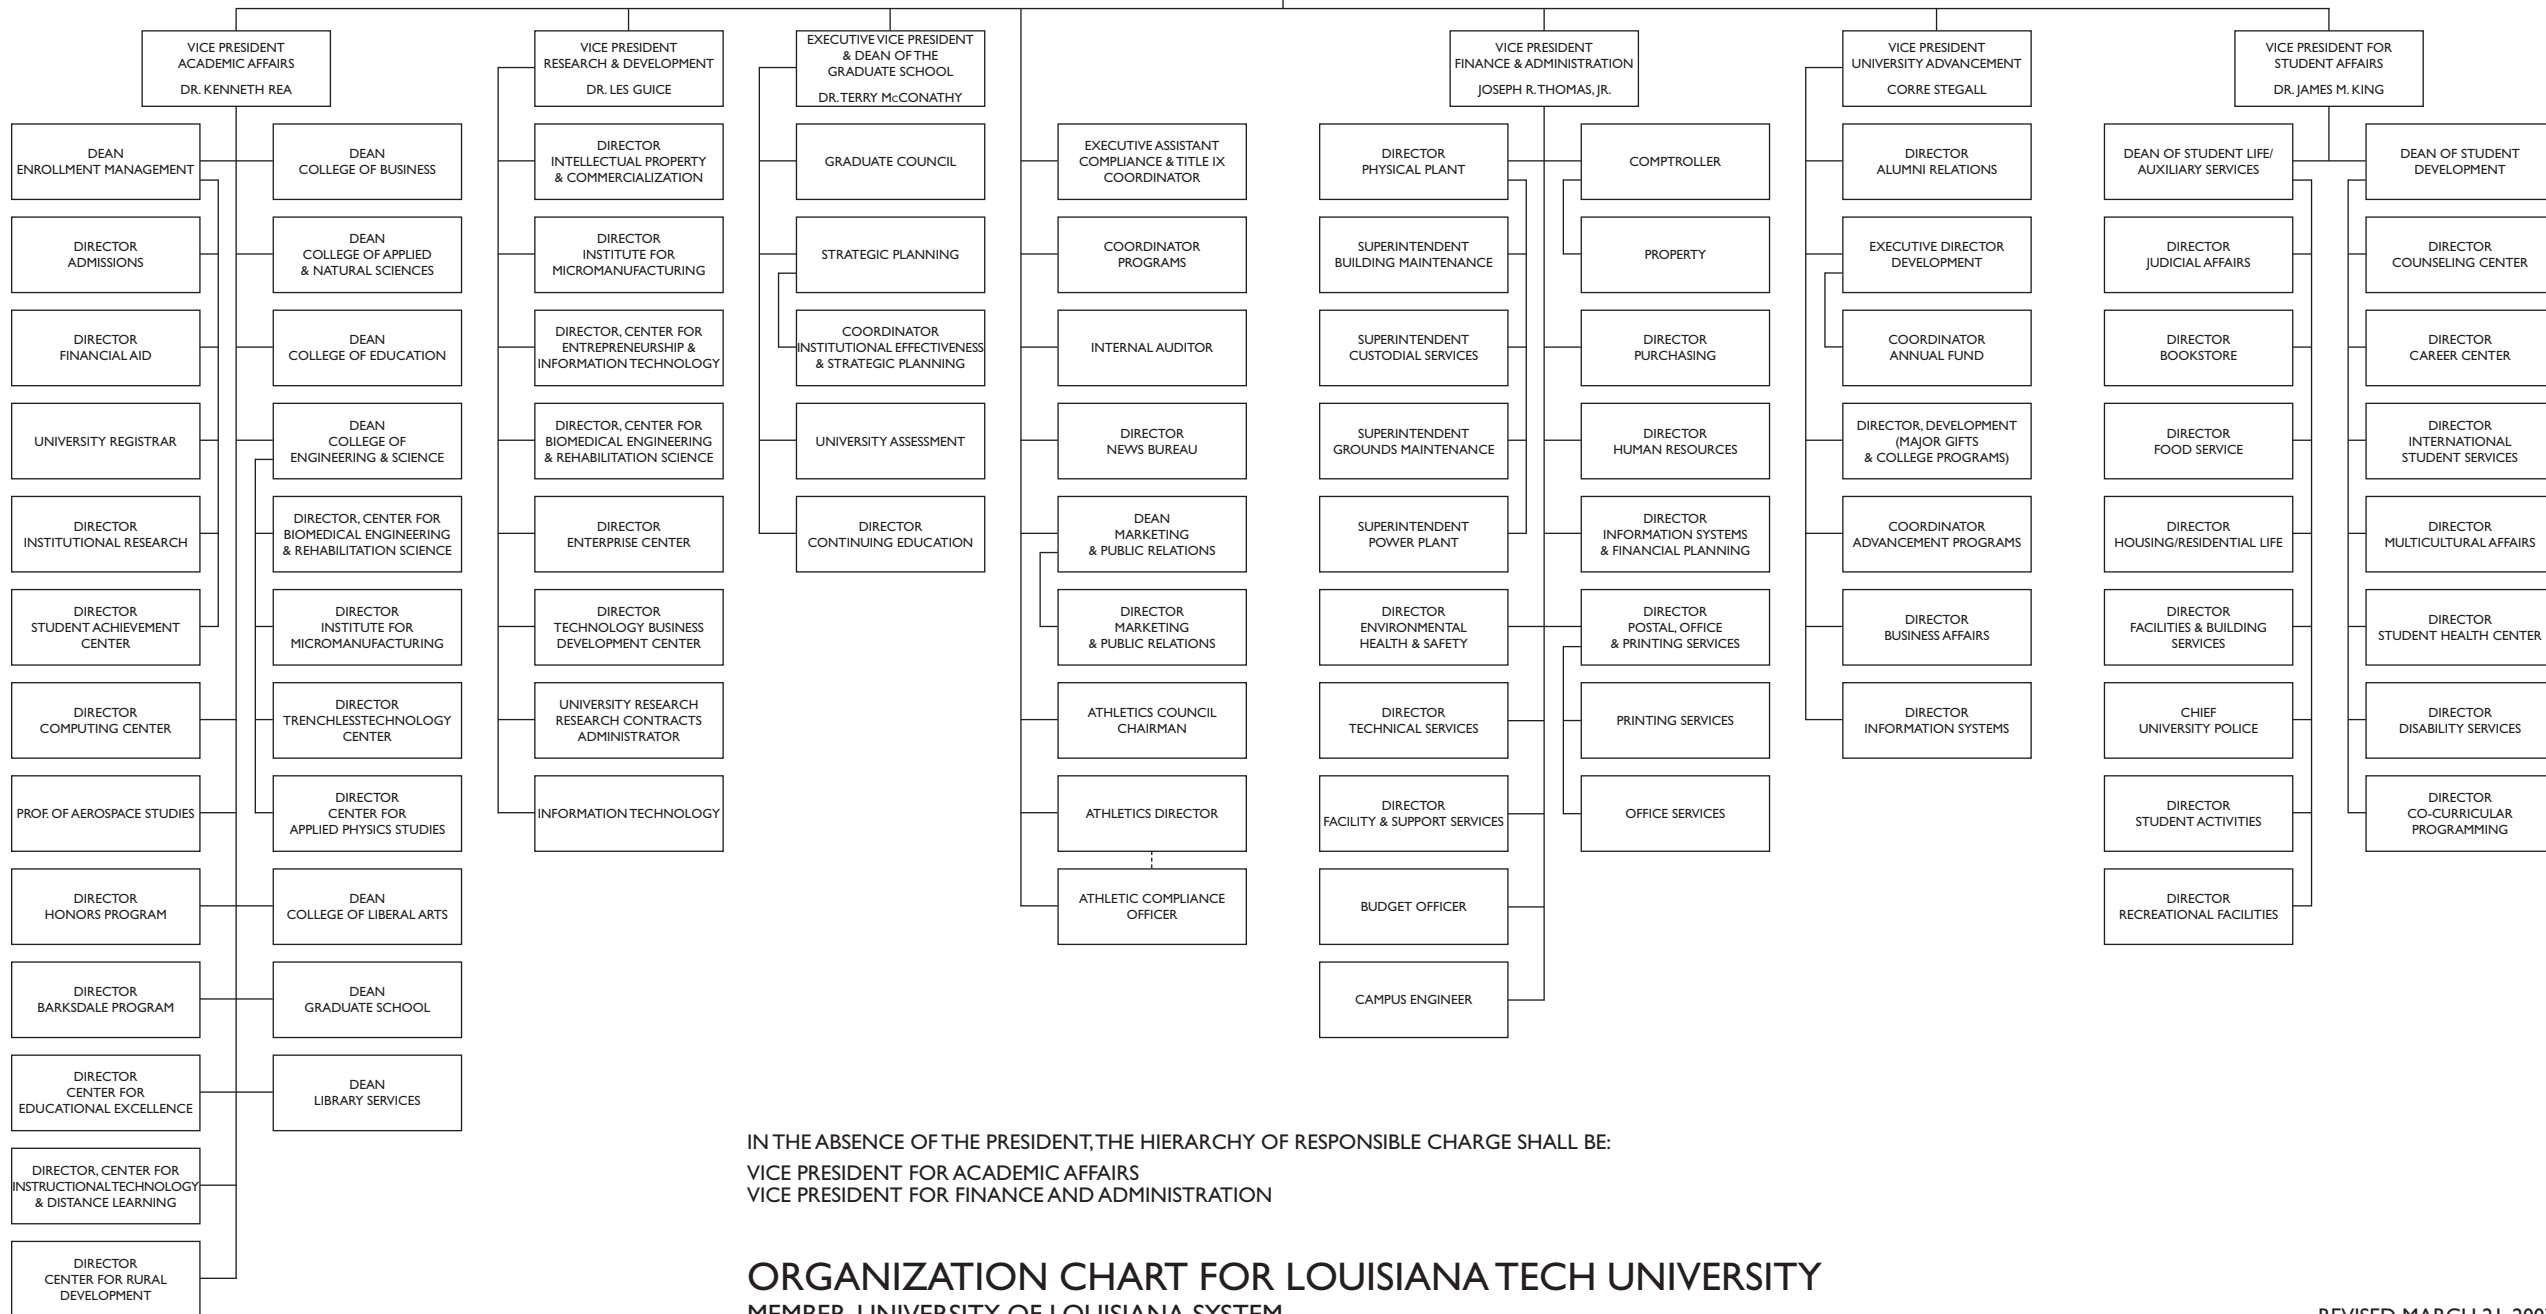 VICE PRESIDENT
ACADEMIC AFFAIRS
DR. KENNETH REA
DEAN
ENROLLMENT MANAGEMENT
DIRECTOR
ADMISSIONS
DIRECTOR
FINANCIAL AID
UNIVERSITY REGISTRAR
DIRECTOR
INSTITUTIONAL RESEARCH
DIRECTOR
STUDENT ACHIEVEMENT
CENTER
DIRECTOR
COMPUTING CENTER
PROF. OF AEROSPACE STUDIES
DIRECTOR
HONORS PROGRAM
DIRECTOR
BARKSDALE PROGRAM
DIRECTOR
CENTER FOR
EDUCATIONAL EXCELLENCE
DIRECTOR, CENTER FOR
INSTRUCTIONAL TECHNOLOGY
& DISTANCE LEARNING
DIRECTOR
CENTER FOR RURAL
DEVELOPMENT
DEAN
COLLEGE OF BUSINESS
DEAN
COLLEGE OF APPLIED
& NATURAL SCIENCES
DEAN
COLLEGE OF EDUCATION
DEAN
COLLEGE OF
ENGINEERING & SCIENCE
DIRECTOR, CENTER FOR
BIOMEDICAL ENGINEERING
& REHABILITATION SCIENCE
DIRECTOR
INSTITUTE FOR
MICROMANUFACTURING
DIRECTOR
TRENCHLESS TECHNOLOGY
CENTER
DIRECTOR
CENTER FOR
APPLIED PHYSICS STUDIES
DEAN
COLLEGE OF LIBERAL ARTS
DEAN
GRADUATE SCHOOL
DEAN
LIBRARY SERVICES
VICE PRESIDENT
RESEARCH & DEVELOPMENT
DR. LES GUICE
DIRECTOR
INTELLECTUAL PROPERTY
& COMMERCIALIZATION
DIRECTOR
INSTITUTE FOR
MICROMANUFACTURING
DIRECTOR, CENTER FOR
ENTREPRENEURSHIP &
INFORMATION TECHNOLOGY
DIRECTOR, CENTER FOR
BIOMEDICAL ENGINEERING
& REHABILITATION SCIENCE
DIRECTOR
ENTERPRISE CENTER
DIRECTOR
TECHNOLOGY BUSINESS
DEVELOPMENT CENTER
UNIVERSITY RESEARCH
RESEARCH CONTRACTS
ADMINISTRATOR
INFORMATION TECHNOLOGY
EXECUTIVE VICE PRESIDENT
& DEAN OF THE
GRADUATE SCHOOL
DR. TERRY McCONATHY
GRADUATE COUNCIL
STRATEGIC PLANNING
COORDINATOR
INSTITUTIONAL EFFECTIVENESS
& STRATEGIC PLANNING
UNIVERSITY ASSESSMENT
DIRECTOR
CONTINUING EDUCATION
EXECUTIVE ASSISTANT
COMPLIANCE & TITLE IX
COORDINATOR
COORDINATOR
PROGRAMS
INTERNAL AUDITOR
DIRECTOR
NEWS BUREAU
DEAN
MARKETING
& PUBLIC RELATIONS
DIRECTOR
MARKETING
& PUBLIC RELATIONS
ATHLETICS COUNCIL
CHAIRMAN
ATHLETICS DIRECTOR
ATHLETIC COMPLIANCE
OFFICER
VICE PRESIDENT
FINANCE & ADMINISTRATION
JOSEPH R. THOMAS, JR.
DIRECTOR
PHYSICAL PLANT
SUPERINTENDENT
BUILDING MAINTENANCE
SUPERINTENDENT
CUSTODIAL SERVICES
SUPERINTENDENT
GROUNDS MAINTENANCE
SUPERINTENDENT
POWER PLANT
DIRECTOR
ENVIRONMENTAL
HEALTH & SAFETY
DIRECTOR
TECHNICAL SERVICES
DIRECTOR
FACILITY & SUPPORT SERVICES
BUDGET OFFICER
CAMPUS ENGINEER
COMPTROLLER
PROPERTY
DIRECTOR
PURCHASING
DIRECTOR
HUMAN RESOURCES
DIRECTOR
INFORMATION SYSTEMS
& FINANCIAL PLANNING
DIRECTOR
POSTAL, OFFICE
& PRINTING SERVICES
PRINTING SERVICES
OFFICE SERVICES
VICE PRESIDENT
UNIVERSITY ADVANCEMENT
CORRE STEGALL
DIRECTOR
ALUMNI RELATIONS
EXECUTIVE DIRECTOR
DEVELOPMENT
COORDINATOR
ANNUAL FUND
DIRECTOR, DEVELOPMENT
(MAJOR GIFTS
& COLLEGE PROGRAMS)
COORDINATOR
ADVANCEMENT PROGRAMS
DIRECTOR
BUSINESS AFFAIRS
DIRECTOR
INFORMATION SYSTEMS
VICE PRESIDENT FOR
STUDENT AFFAIRS
DR. JAMES M. KING
DEAN OF STUDENT LIFE/
AUXILIARY SERVICES
DIRECTOR
JUDICIAL AFFAIRS
DIRECTOR
BOOKSTORE
DIRECTOR
FOOD SERVICE
DIRECTOR
HOUSING/RESIDENTIAL LIFE
DIRECTOR
FACILITIES & BUILDING
SERVICES
CHIEF
UNIVERSITY POLICE
DIRECTOR
STUDENT ACTIVITIES
DIRECTOR
RECREATIONAL FACILITIES
DEAN OF STUDENT
DEVELOPMENT
DIRECTOR
COUNSELING CENTER
DIRECTOR
CAREER CENTER
DIRECTOR
INTERNATIONAL
STUDENT SERVICES
DIRECTOR
MULTICULTURAL AFFAIRS
DIRECTOR
STUDENT HEALTH CENTER
DIRECTOR
DISABILITY SERVICES
DIRECTOR
CO-CURRICULAR
PROGRAMMING
IN THE ABSENCE OF THE PRESIDENT, THE HIERARCHY OF RESPONSIBLE CHARGE SHALL BE:
VICE PRESIDENT FOR ACADEMIC AFFAIRS
VICE PRESIDENT FOR FINANCE AND ADMINISTRATION
ORGANIZATION CHART FOR LOUISIANA TECH UNIVERSITY
MEMBER, UNIVERSITY OF LOUISIANA SYSTEM
REVISED MARCH 21,